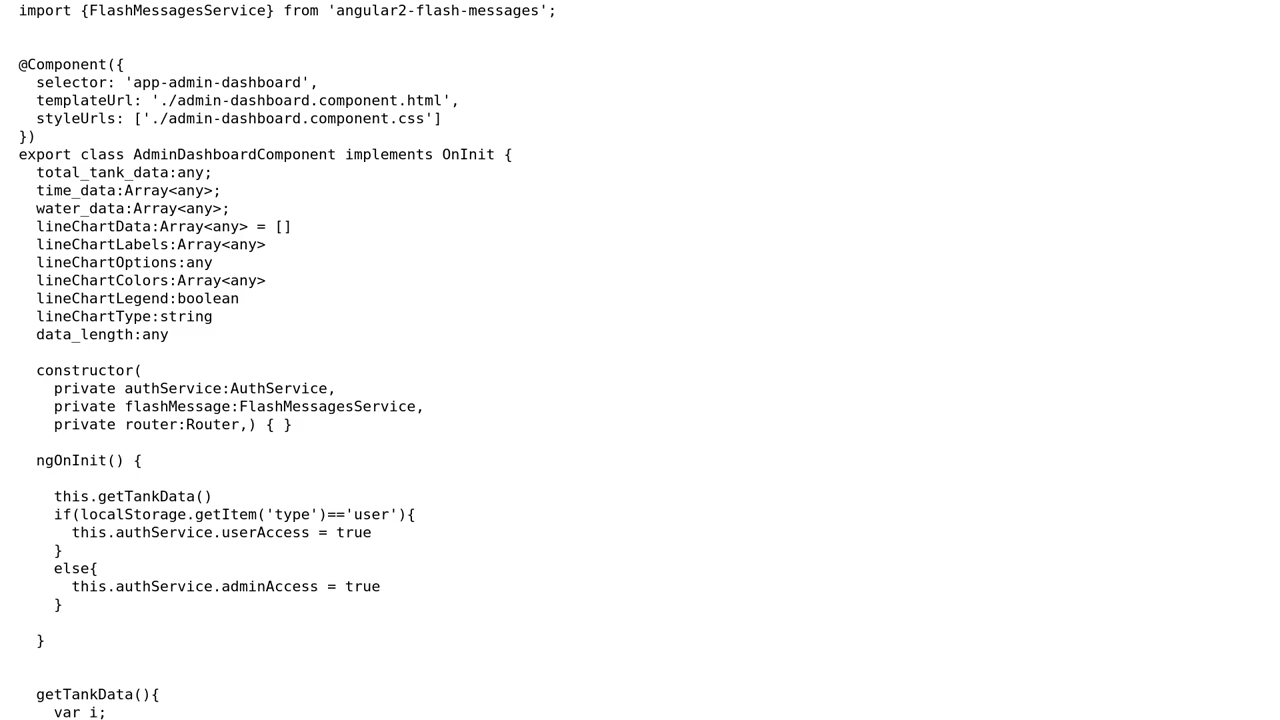 import {FlashMessagesService} from 'angular2-flash-messages';


@Component({
  selector: 'app-admin-dashboard',
  templateUrl: './admin-dashboard.component.html',
  styleUrls: ['./admin-dashboard.component.css']
})
export class AdminDashboardComponent implements OnInit {
  total_tank_data:any;
  time_data:Array<any>;
  water_data:Array<any>;
  lineChartData:Array<any> = []
  lineChartLabels:Array<any>
  lineChartOptions:any
  lineChartColors:Array<any>
  lineChartLegend:boolean
  lineChartType:string
  data_length:any

  constructor(
    private authService:AuthService,
    private flashMessage:FlashMessagesService,
    private router:Router,) { }

  ngOnInit() {

    this.getTankData()
    if(localStorage.getItem('type')=='user'){
      this.authService.userAccess = true
    }
    else{
      this.authService.adminAccess = true
    }

  }


  getTankData(){
    var i;